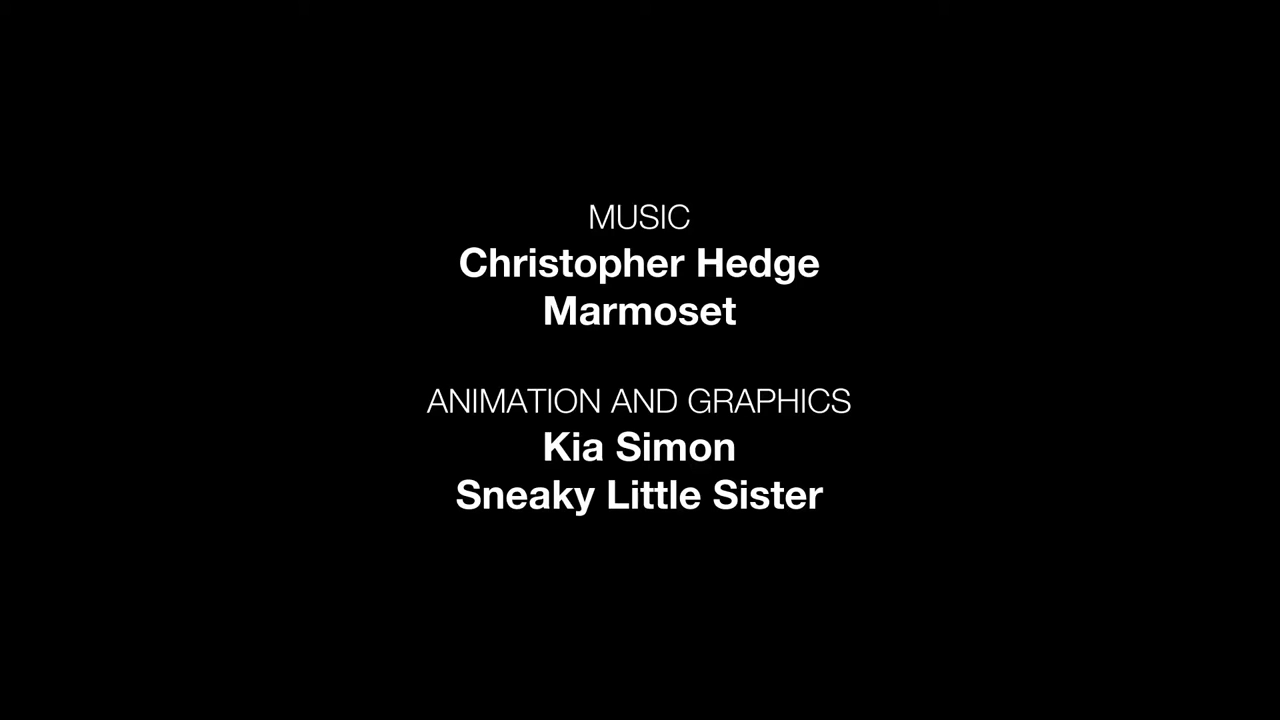 MUSIC
Christopher Hedge
Marmoset
ANIMATION AND GRAPHICS
Kia Simon
Sneaky Little Sister